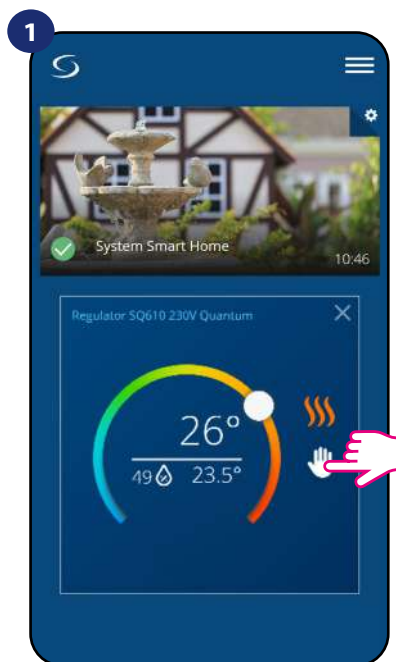 1
System Smart Home
10:46
Regulator SQ610 230V Quantum
26°
49 % 23.5°